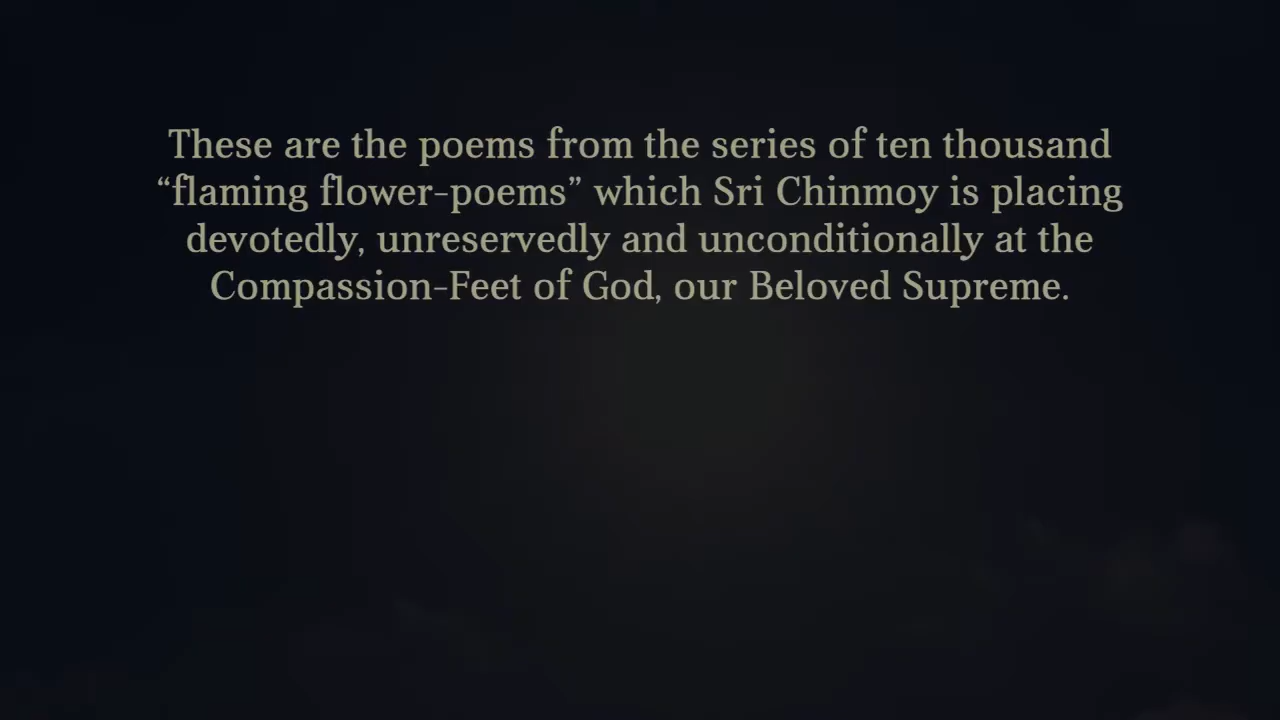 These are the poems from the series of ten thousand
“flaming flower-poems” which Sri Chinmoy is placing
devotedly, unreservedly and unconditionally at the
Compassion-Feet of God, our Beloved Supreme.